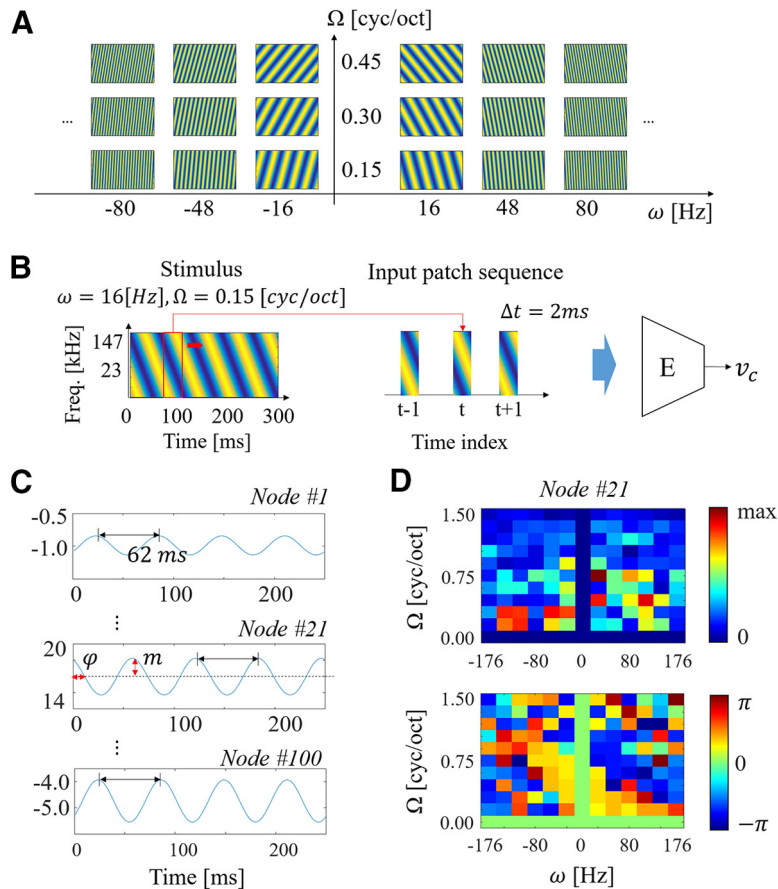 A
Ω [cyc/oct]
0.45
0.30
0.15
...
...
-80 -48 -16 16 48 80 ω [Hz]
B
Stimulus
ω = 16[Hz], Ω = 0.15 [cyc/oct]
Input patch sequence
Δt = 2ms
Freq. [kHz]
147
23
0 100 200 300
Time [ms]
t-1 t t+1
Time index
E
v_c
C
Node #1
-0.5
-1.0
62 ms
0 100 200
⋮
Node #21
20
14
φ
m
0 100 200
⋮
Node #100
-4.0
-5.0
0 100 200
Time [ms]
D
Node #21
Ω [cyc/oct]
1.50
0.75
0.00
-176 -80 0 80 176
max
0
Ω [cyc/oct]
1.50
0.75
0.00
-176 -80 0 80 176
ω [Hz]
π
0
−π